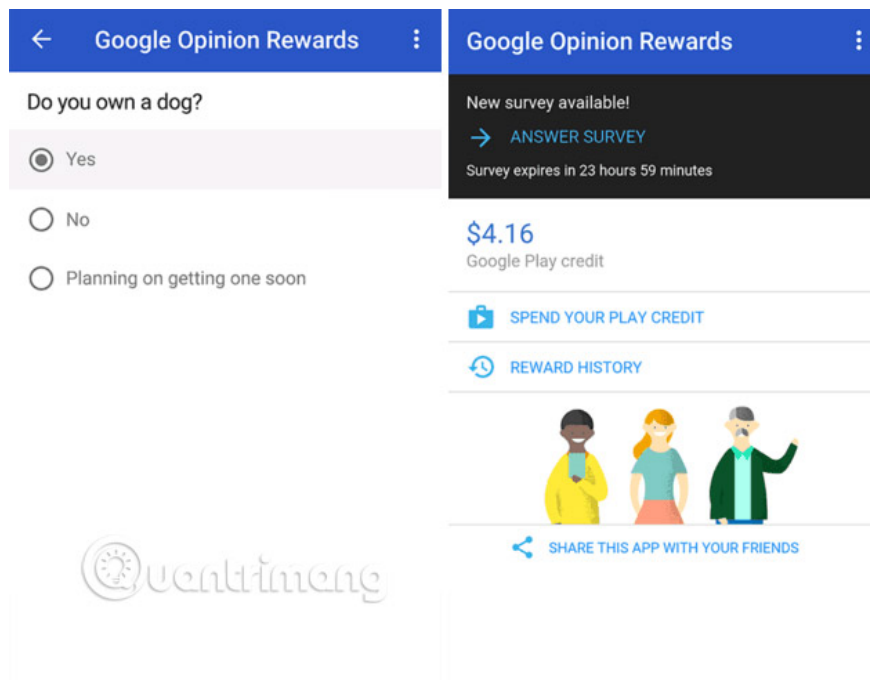 Google Opinion Rewards
Do you own a dog?
Yes
No
Planning on getting one soon
Quantrimang
Google Opinion Rewards
New survey available!
ANSWER SURVEY
Survey expires in 23 hours 59 minutes
$4.16
Google Play credit
SPEND YOUR PLAY CREDIT
REWARD HISTORY
SHARE THIS APP WITH YOUR FRIENDS